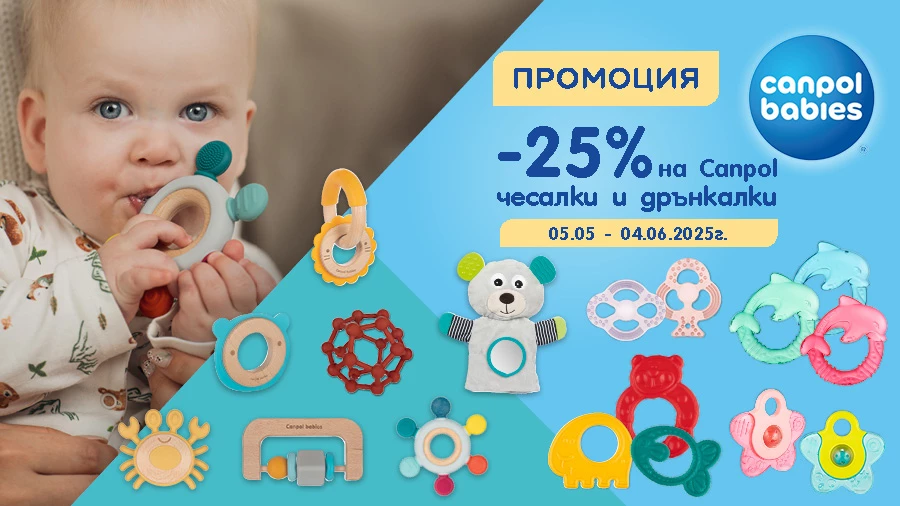 ПРОМОЦИЯ
canpol
babies
-25% на Canpol
чесалки и дрънкалки
05.05 - 04.06.2025г.
Canpol babies